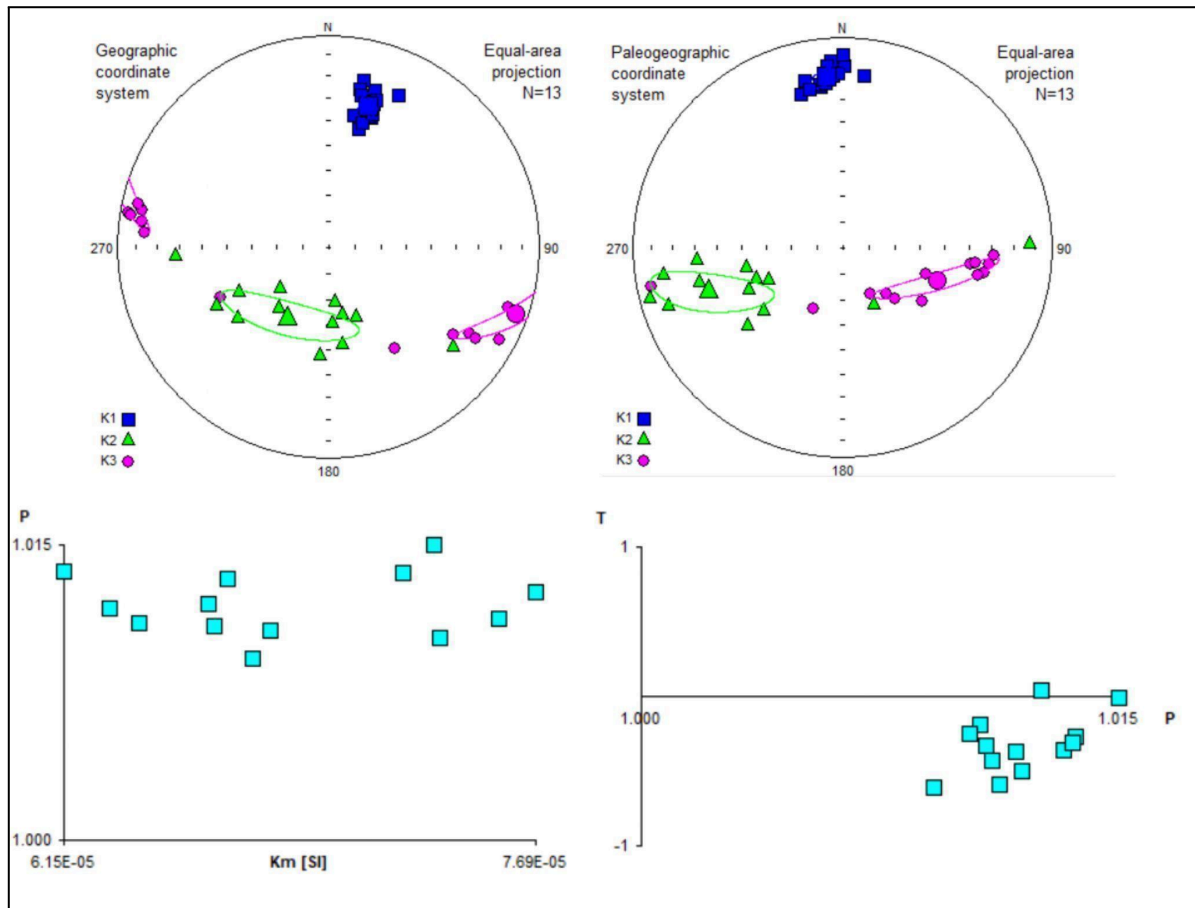 Geographic
coordinate
system
N
Equal-area
projection
N=13
270
90
180
K1
K2
K3
Paleogeographic
coordinate
system
N
Equal-area
projection
N=13
270
90
180
K1
K2
K3
P
1.015
1.000
6.15E-05
Km [SI]
7.69E-05
T
1
1.000
1.015
P
-1